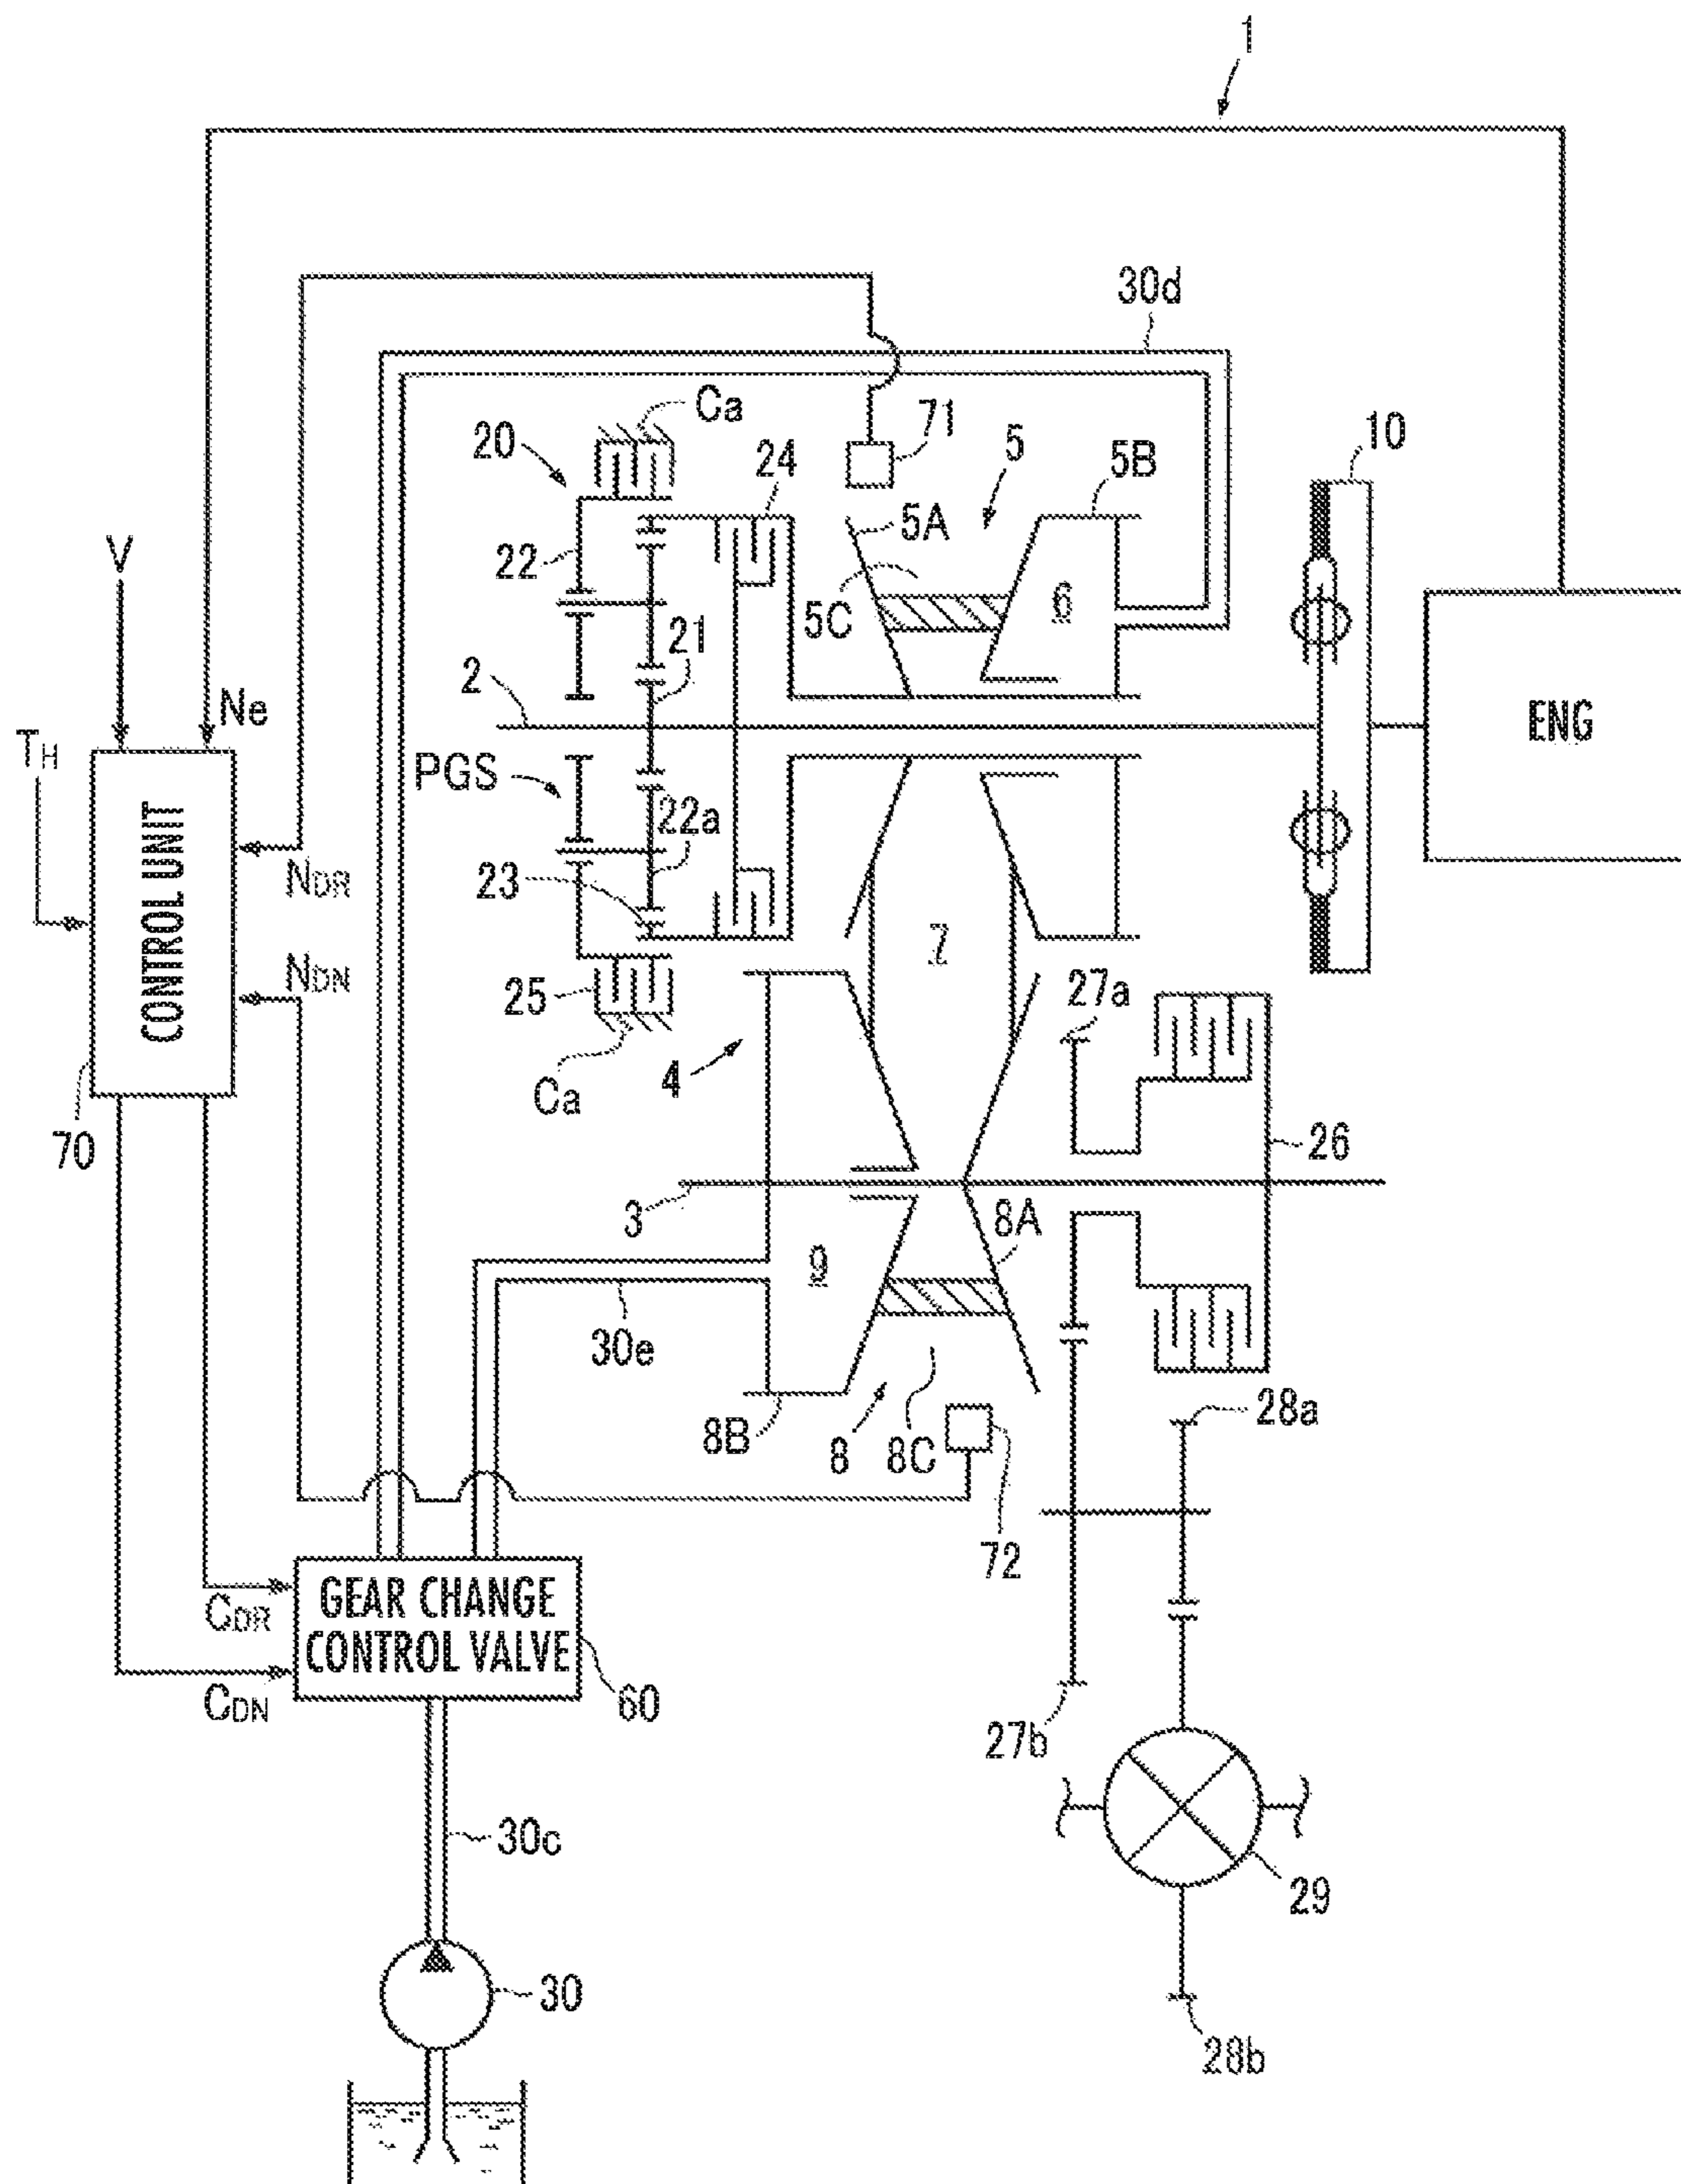 1
30d
Ca
71
5
10
20
24
5B
5A
22
V
6
5C
21
2
Ne
ENG
TH
PGS
22a
CONTROL UNIT
NDR
23
7
NDN
25
27a
4
Ca
70
26
3
8A
9
30e
28a
8B
8
8C
72
GEAR CHANGE
CONTROL VALVE
CDR
CDN
60
27b
30c
29
30
28b